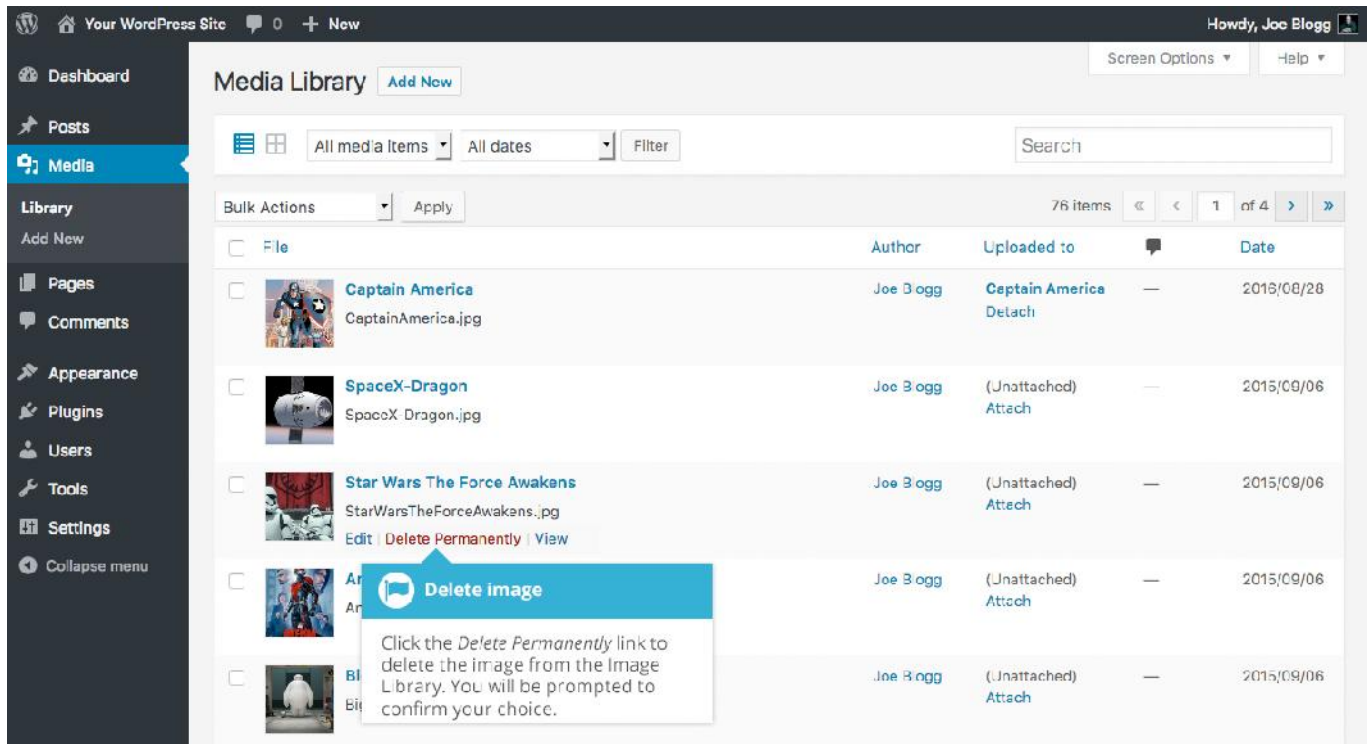 Your WordPress Site 0 + New Howdy, Joe Blogg
Dashboard
Posts
Media
Library
Add New
Pages
Comments
Appearance
Plugins
Users
Tools
Settings
Collapse menu
Screen Options Help
Media Library Add New
All media items All dates Filter Search
Bulk Actions Apply 76 items « ‹ 1 of 4 › »
File Author Uploaded to Date
Captain America Joe Blogg Captain America — 2016/08/28
CaptainAmerica.jpg Detach
SpaceX-Dragon Joe Blogg (Unattached) — 2015/09/06
SpaceX-Dragon.jpg Attach
Star Wars The Force Awakens Joe Blogg (Unattached) — 2015/09/06
StarWarsTheForceAwakens.jpg Attach
Edit | Delete Permanently | View
Joe Blogg (Unattached) — 2015/09/06
Attach
Delete image
Click the Delete Permanently link to
delete the image from the Image
Library. You will be prompted to
confirm your choice.
Joe Blogg (Unattached) — 2015/09/06
Attach